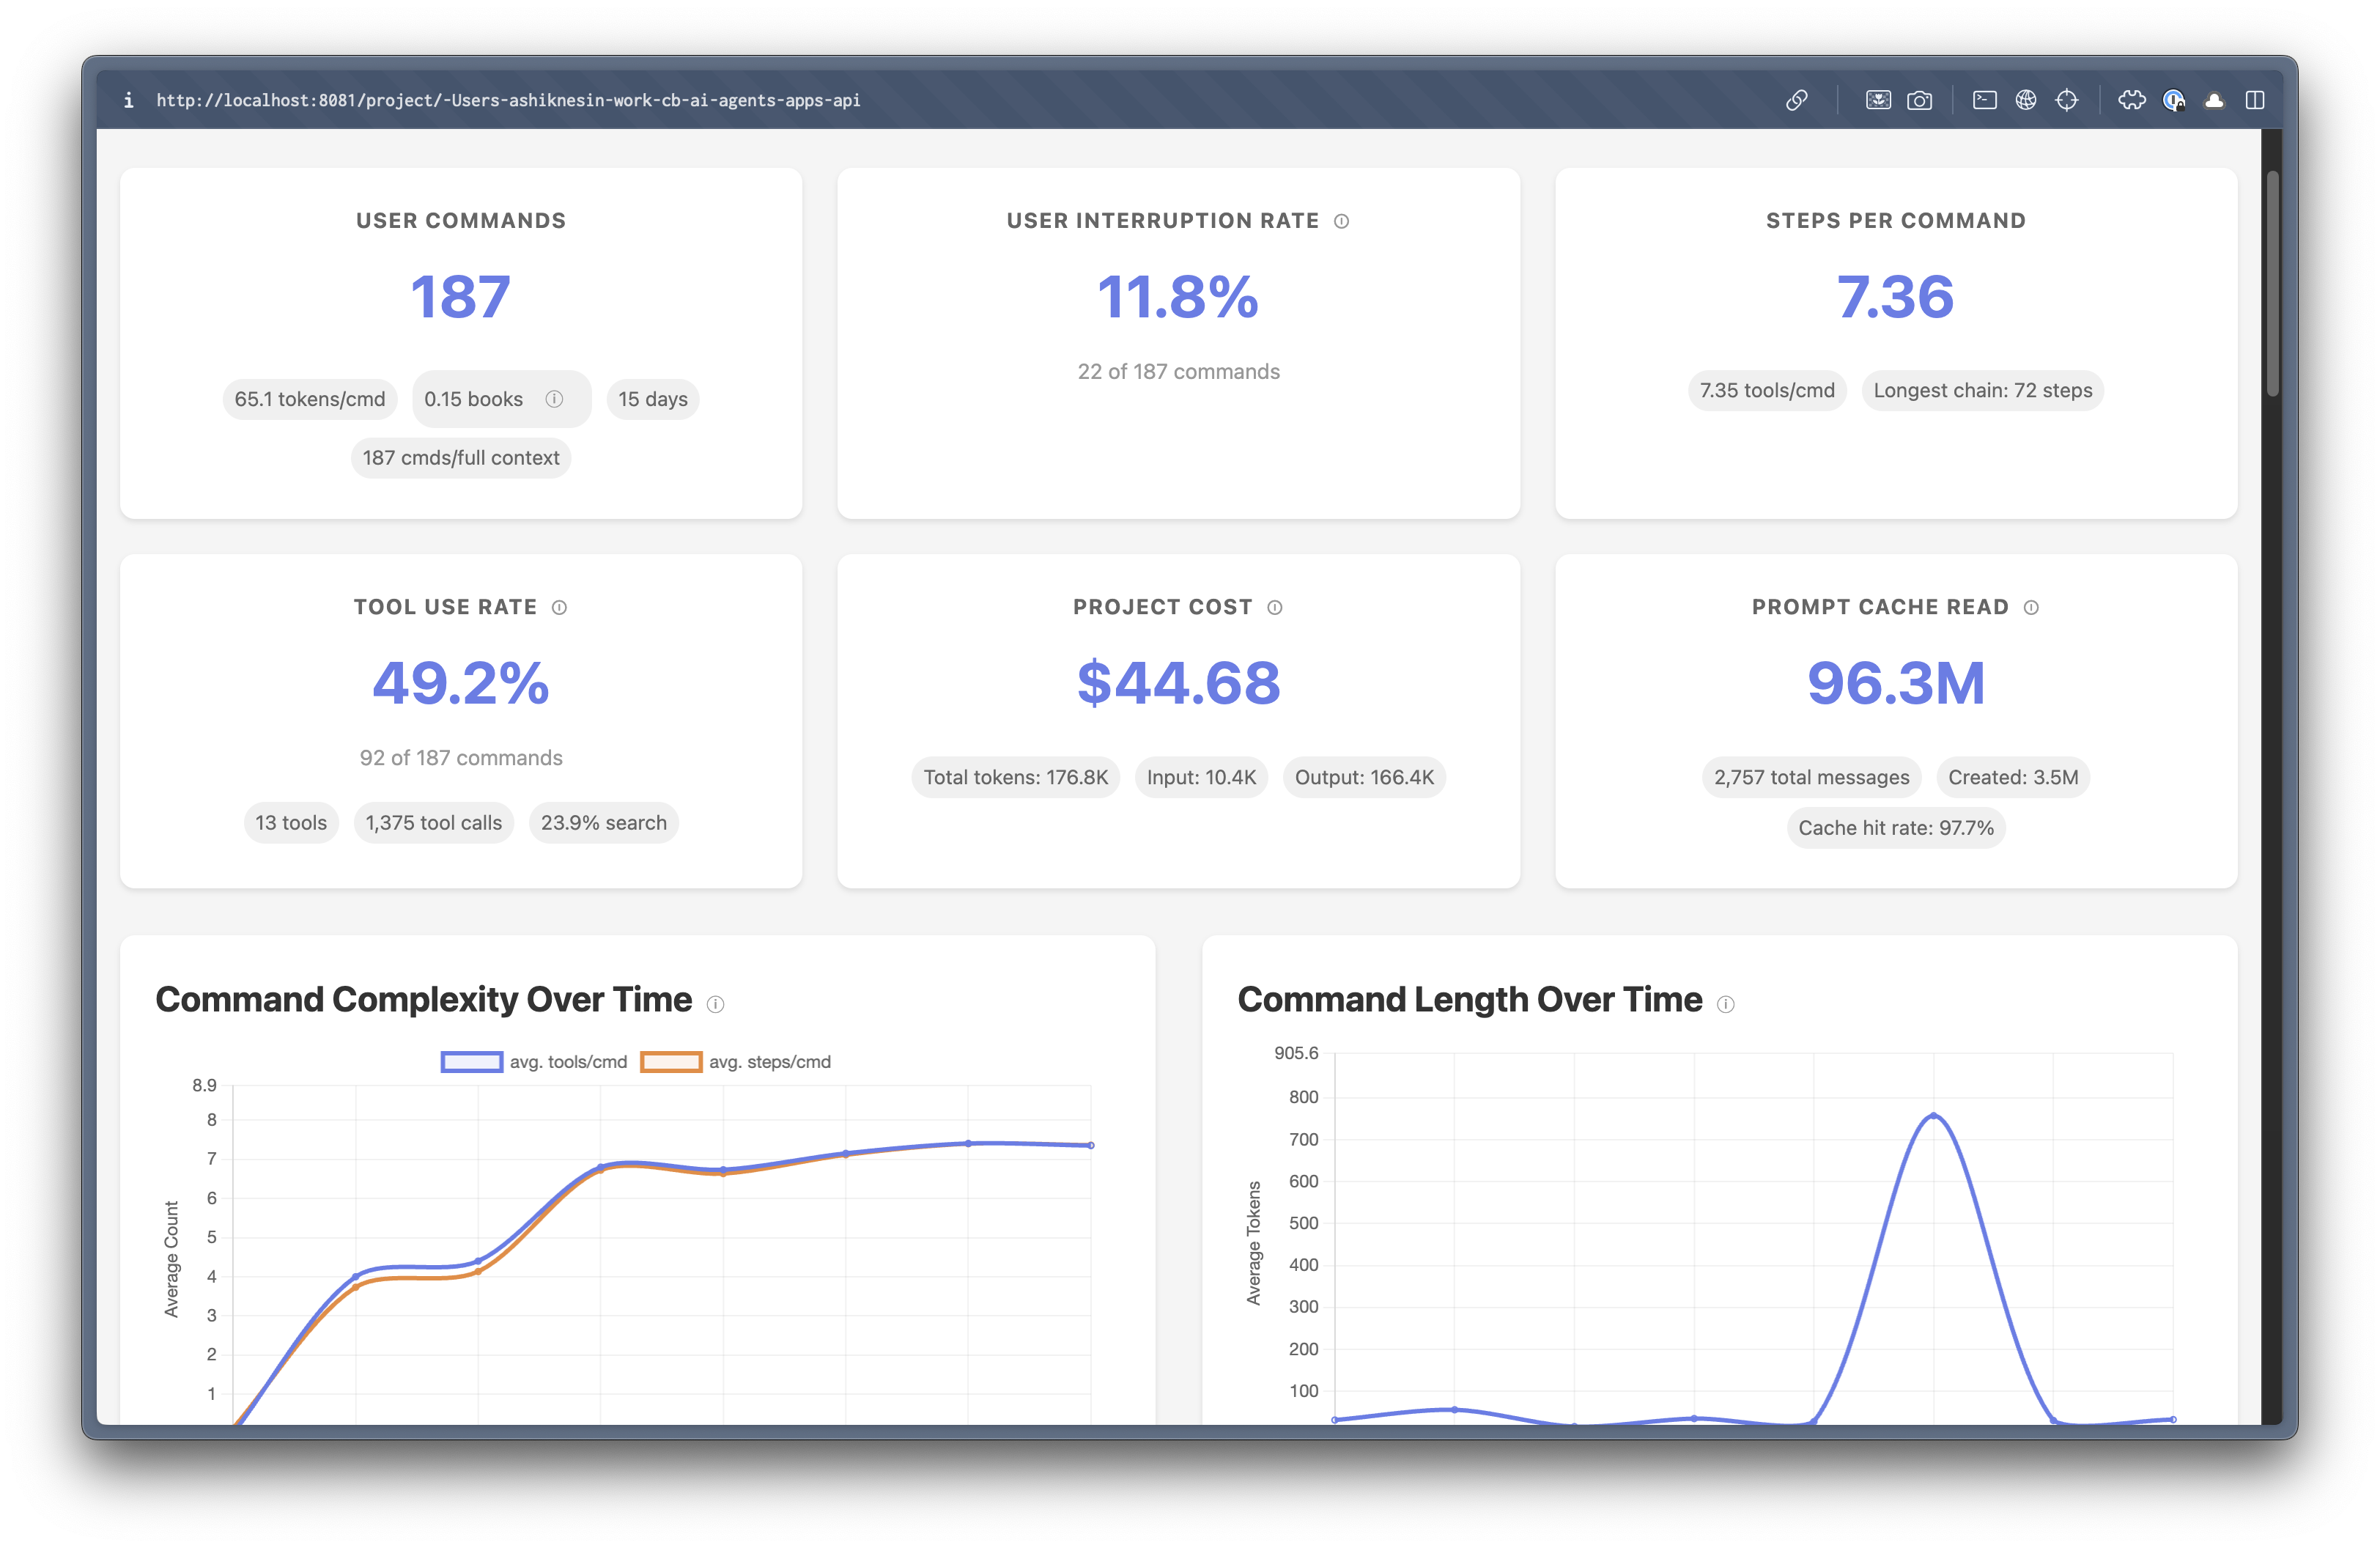 i http://localhost:8081/project/-Users-ashiknesin-work-cb-ai-agents-apps-api
USER COMMANDS
187
65.1 tokens/cmd 0.15 books 15 days
187 cmds/full context
USER INTERRUPTION RATE
11.8%
22 of 187 commands
STEPS PER COMMAND
7.36
7.35 tools/cmd Longest chain: 72 steps
TOOL USE RATE
49.2%
92 of 187 commands
13 tools 1,375 tool calls 23.9% search
PROJECT COST
$44.68
Total tokens: 176.8K Input: 10.4K Output: 166.4K
PROMPT CACHE READ
96.3M
2,757 total messages Created: 3.5M
Cache hit rate: 97.7%
Command Complexity Over Time
avg. tools/cmd avg. steps/cmd
8.9
8
7
6
5
4
3
2
1
Average Count
Command Length Over Time
905.6
800
700
600
500
400
300
200
100
Average Tokens